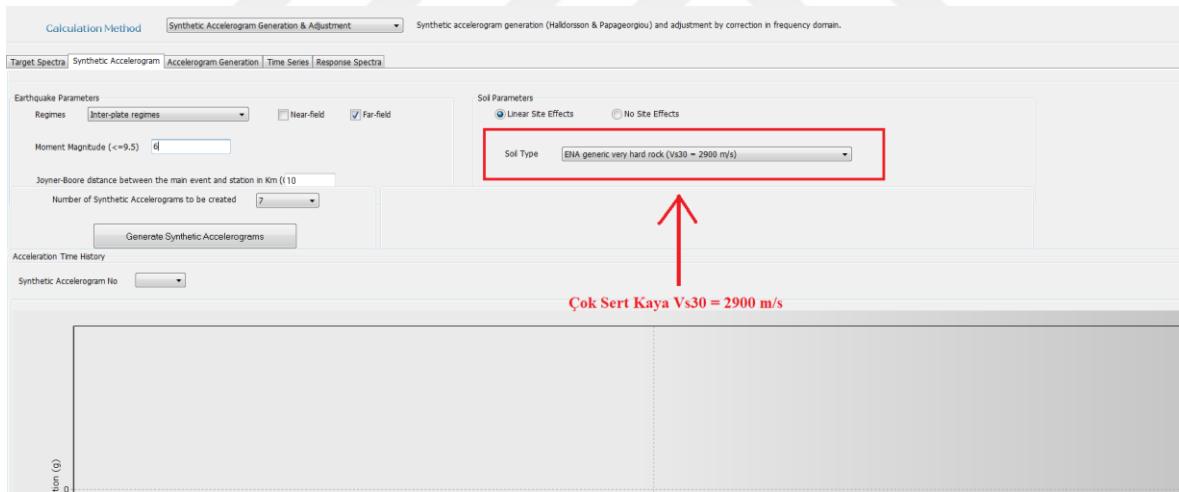 Calculation Method
Synthetic Accelerogram Generation & Adjustment
Synthetic accelerogram generation (Halldorsson & Papageorgiou) and adjustment by correction in frequency domain.
Target Spectra
Synthetic Accelerogram
Accelerogram Generation
Time Series
Response Spectra
Earthquake Parameters
Regimes
Inter-plate regimes
Near-field
Far-field
Moment Magnitude (<=9.5)
6
Joyner-Boore distance between the main event and station in Km ((
10
Number of Synthetic Accelerograms to be created
7
Generate Synthetic Accelerograms
Soil Parameters
Linear Site Effects
No Site Effects
Soil Type
ENA generic very hard rock (Vs30 = 2900 m/s)
Çok Sert Kaya Vs30 = 2900 m/s
Acceleration Time History
Synthetic Accelerogram No
tion (g)
0